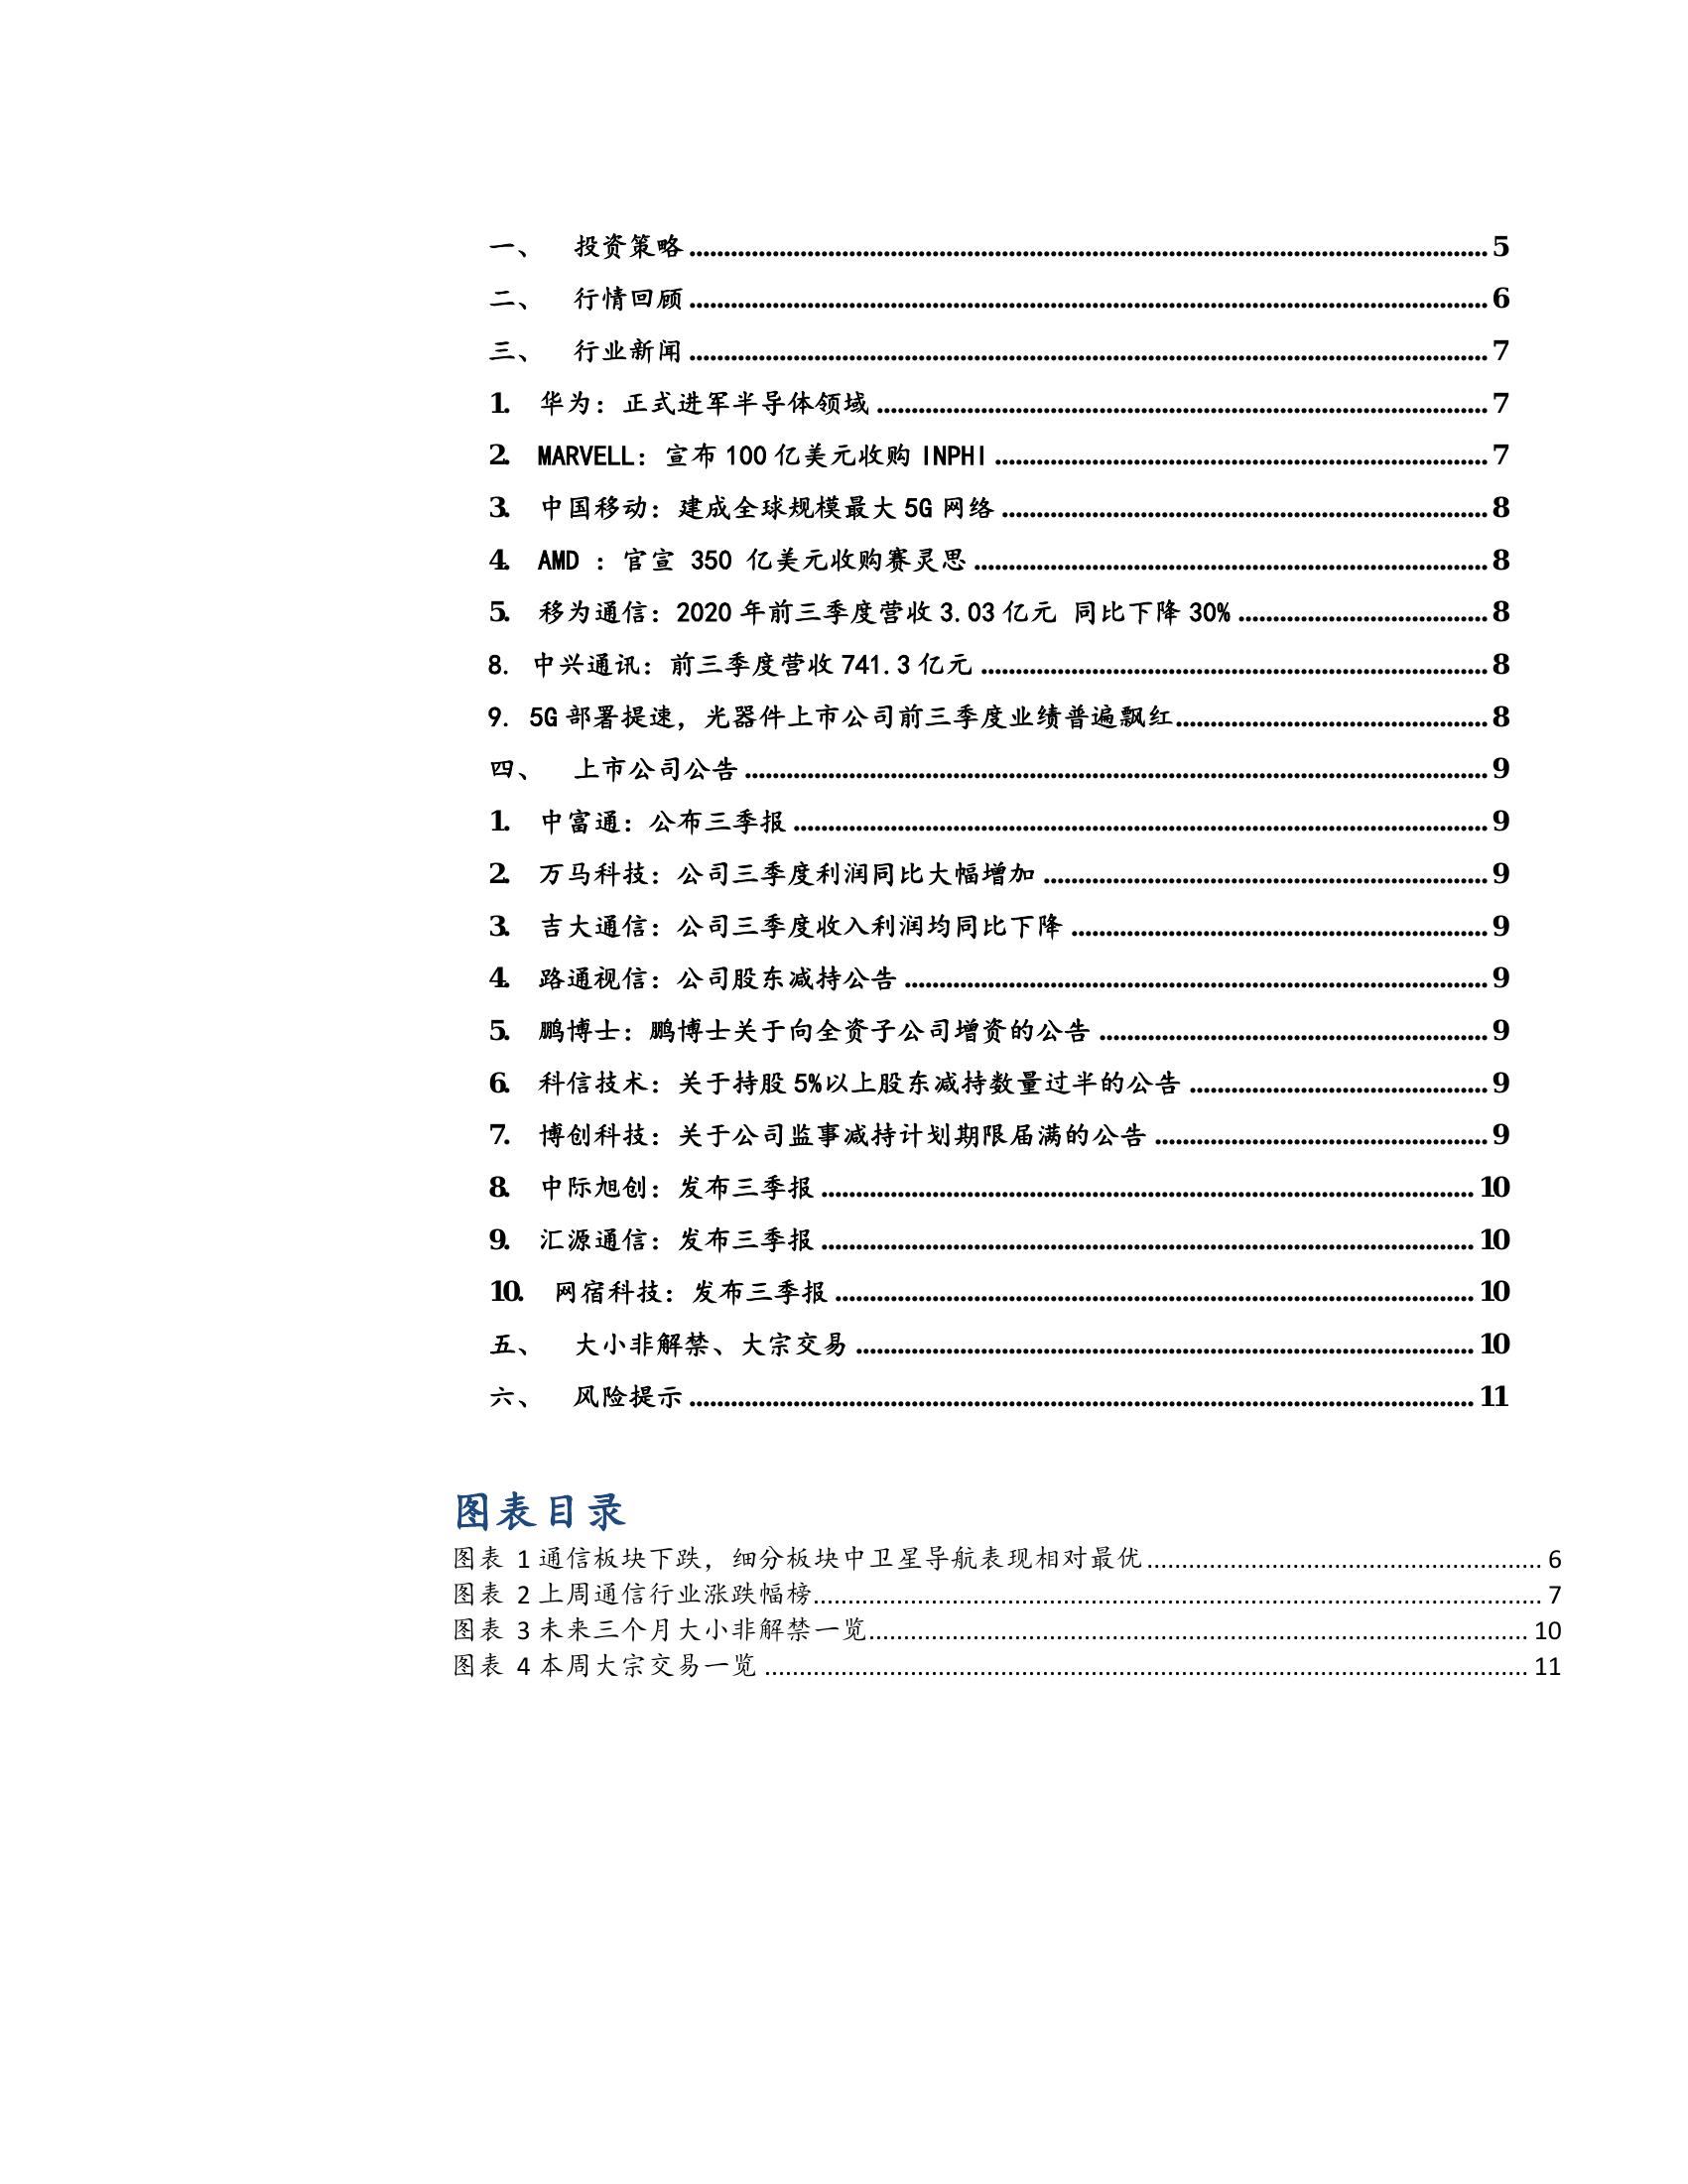 一、 投资策略 5
二、 行情回顾 6
三、 行业新闻 7
1. 华为：正式进军半导体领域 7
2. MARVELL：宣布 100 亿美元收购 INPHI 7
3. 中国移动：建成全球规模最大 5G 网络 8
4. AMD ：官宣 350 亿美元收购赛灵思 8
5. 移为通信：2020 年前三季度营收 3.03 亿元 同比下降 30% 8
8. 中兴通讯：前三季度营收 741.3 亿元 8
9. 5G 部署提速，光器件上市公司前三季度业绩普遍飘红 8
四、 上市公司公告 9
1. 中富通：公布三季报 9
2. 万马科技：公司三季度利润同比大幅增加 9
3. 吉大通信：公司三季度收入利润均同比下降 9
4. 路通视信：公司股东减持公告 9
5. 鹏博士：鹏博士关于向全资子公司增资的公告 9
6. 科信技术：关于持股 5%以上股东减持数量过半的公告 9
7. 博创科技：关于公司监事减持计划期限届满的公告 9
8. 中际旭创：发布三季报 10
9. 汇源通信：发布三季报 10
10. 网宿科技：发布三季报 10
五、 大小非解禁、大宗交易 10
六、 风险提示 11
图表目录
图表 1 通信板块下跌，细分板块中卫星导航表现相对最优 6
图表 2 上周通信行业涨跌幅榜 7
图表 3 未来三个月大小非解禁一览 10
图表 4 本周大宗交易一览 11